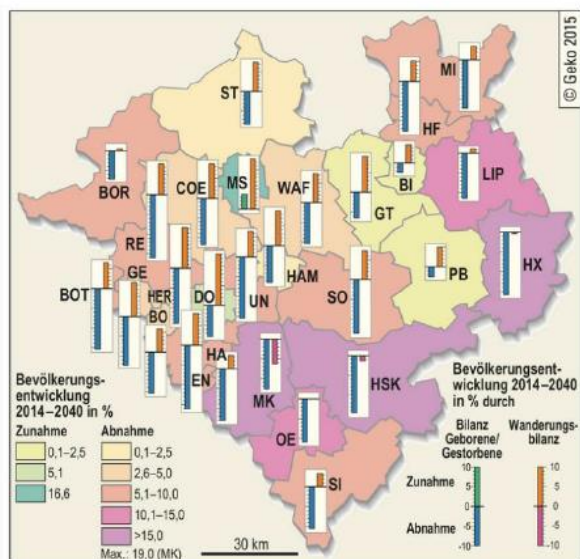 © Geko 2015
MI
ST
HF
BOR
COE
MS
WAF
BI
LIP
GT
RE
HAM
PB
HX
GE
BOT
HER
DO
UN
SO
BO
HA
EN
MK
HSK
OE
SI
Bevölkerungs-
entwicklung
2014–2040 in %
Zunahme
0,1–2,5
5,1
16,6
Abnahme
0,1–2,5
2,6–5,0
5,1–10,0
10,1–15,0
>15,0
Max.: 19,0 (MK)
30 km
Bevölkerungsent-
wicklung 2014–2040
in % durch
Bilanz
Geborene/
Gestorbene
Wanderungs-
bilanz
Zunahme
Abnahme
10
5
0
-5
-10
10
5
0
-5
-10